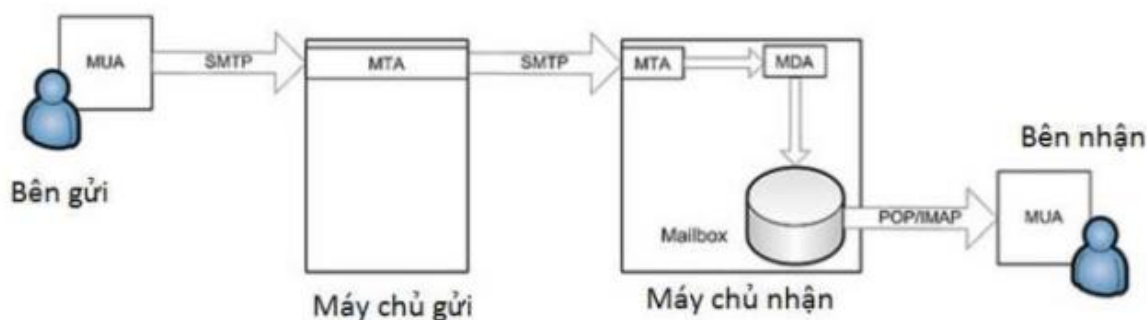 MUA
SMTP
MTA
SMTP
MTA
MDA
Bên gửi
Bên nhận
Mailbox
POP/IMAP
MUA
Máy chủ gửi
Máy chủ nhận